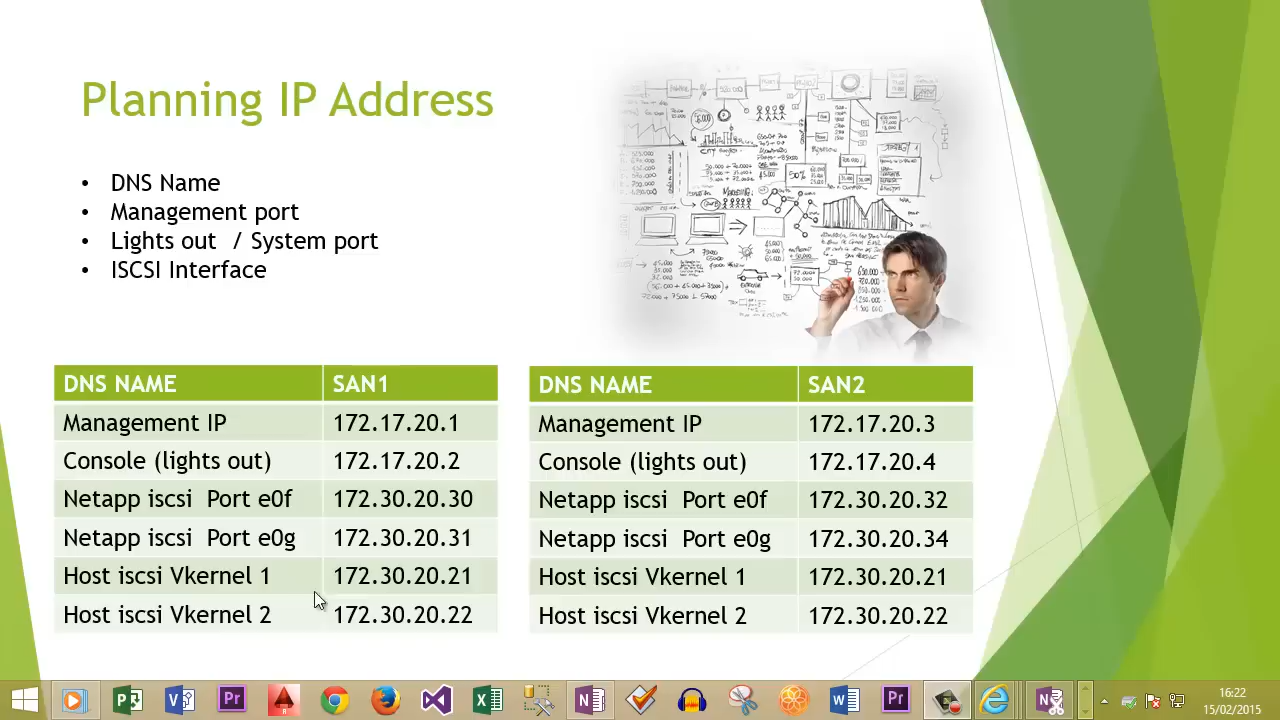 Planning IP Address
• DNS Name
• Management port
• Lights out / System port
• ISCSI Interface
DNS NAME SAN1
Management IP 172.17.20.1
Console (lights out) 172.17.20.2
Netapp iscsi Port e0f 172.30.20.30
Netapp iscsi Port e0g 172.30.20.31
Host iscsi Vkernel 1 172.30.20.21
Host iscsi Vkernel 2 172.30.20.22
DNS NAME SAN2
Management IP 172.17.20.3
Console (lights out) 172.17.20.4
Netapp iscsi Port e0f 172.30.20.32
Netapp iscsi Port e0g 172.30.20.34
Host iscsi Vkernel 1 172.30.20.21
Host iscsi Vkernel 2 172.30.20.22
16:22
15/02/2015